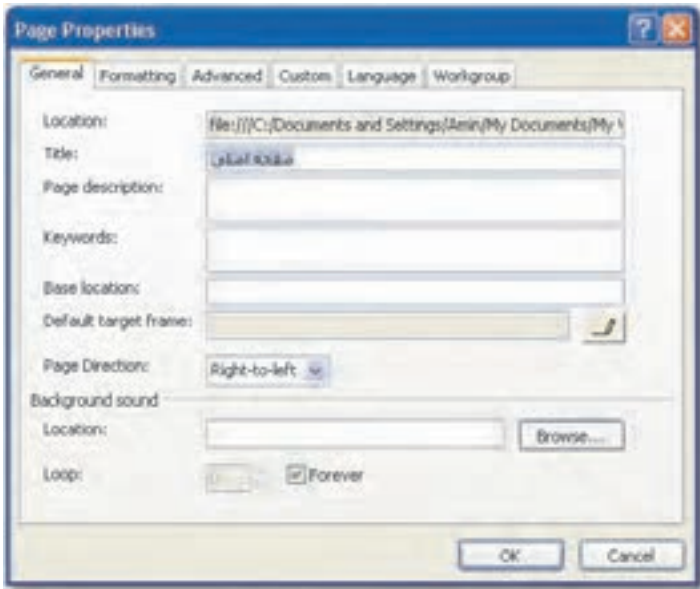 Page Properties
General Formatting Advanced Custom Language Workgroup
Location: file:///C:/Documents and Settings/Amin/My Documents/My
Title: صفحه اصلی
Page description:
Keywords:
Base location:
Default target frame:
Page Direction: Right-to-left
Background sound
Location: Browse...
Loop: Forever
OK Cancel